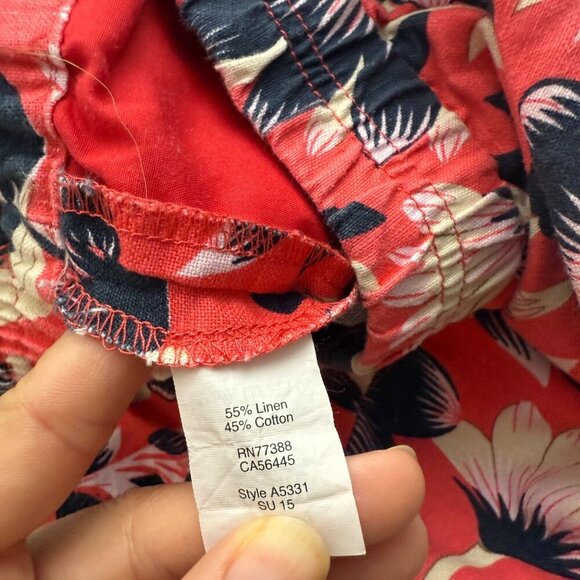 55% Linen
45% Cotton
RN77388
CA56445
Style A5331
SU 15